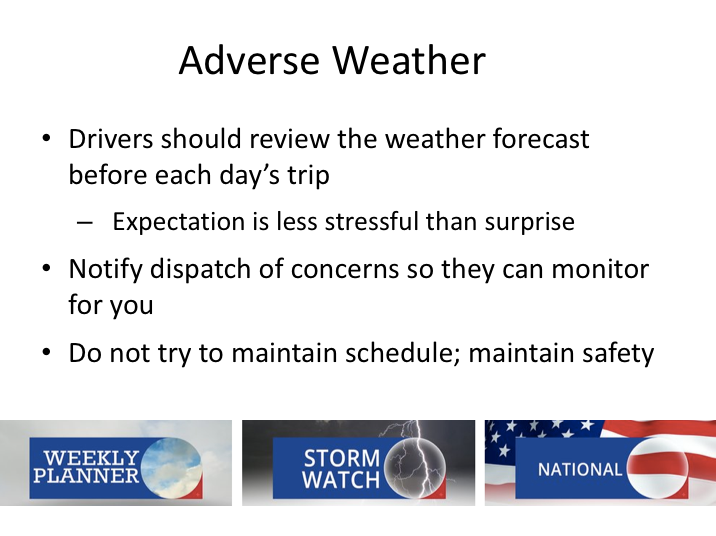 Adverse Weather
• Drivers should review the weather forecast
before each day’s trip
– Expectation is less stressful than surprise
• Notify dispatch of concerns so they can monitor
for you
• Do not try to maintain schedule; maintain safety
WEEKLY
PLANNER
STORM
WATCH
NATIONAL